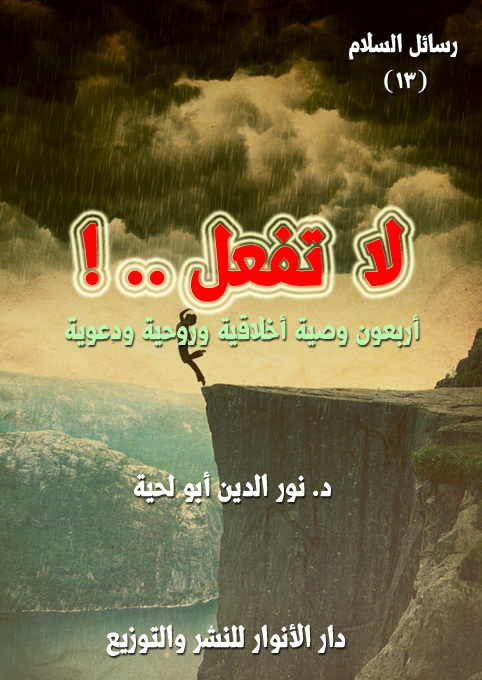 رسائل السلام
(١٣)
لا تفعل .. !
أربعون وصية أخلاقية وروحية ودعوية
د. نور الدين أبو لحية
دار الأنوار للنشر والتوزيع